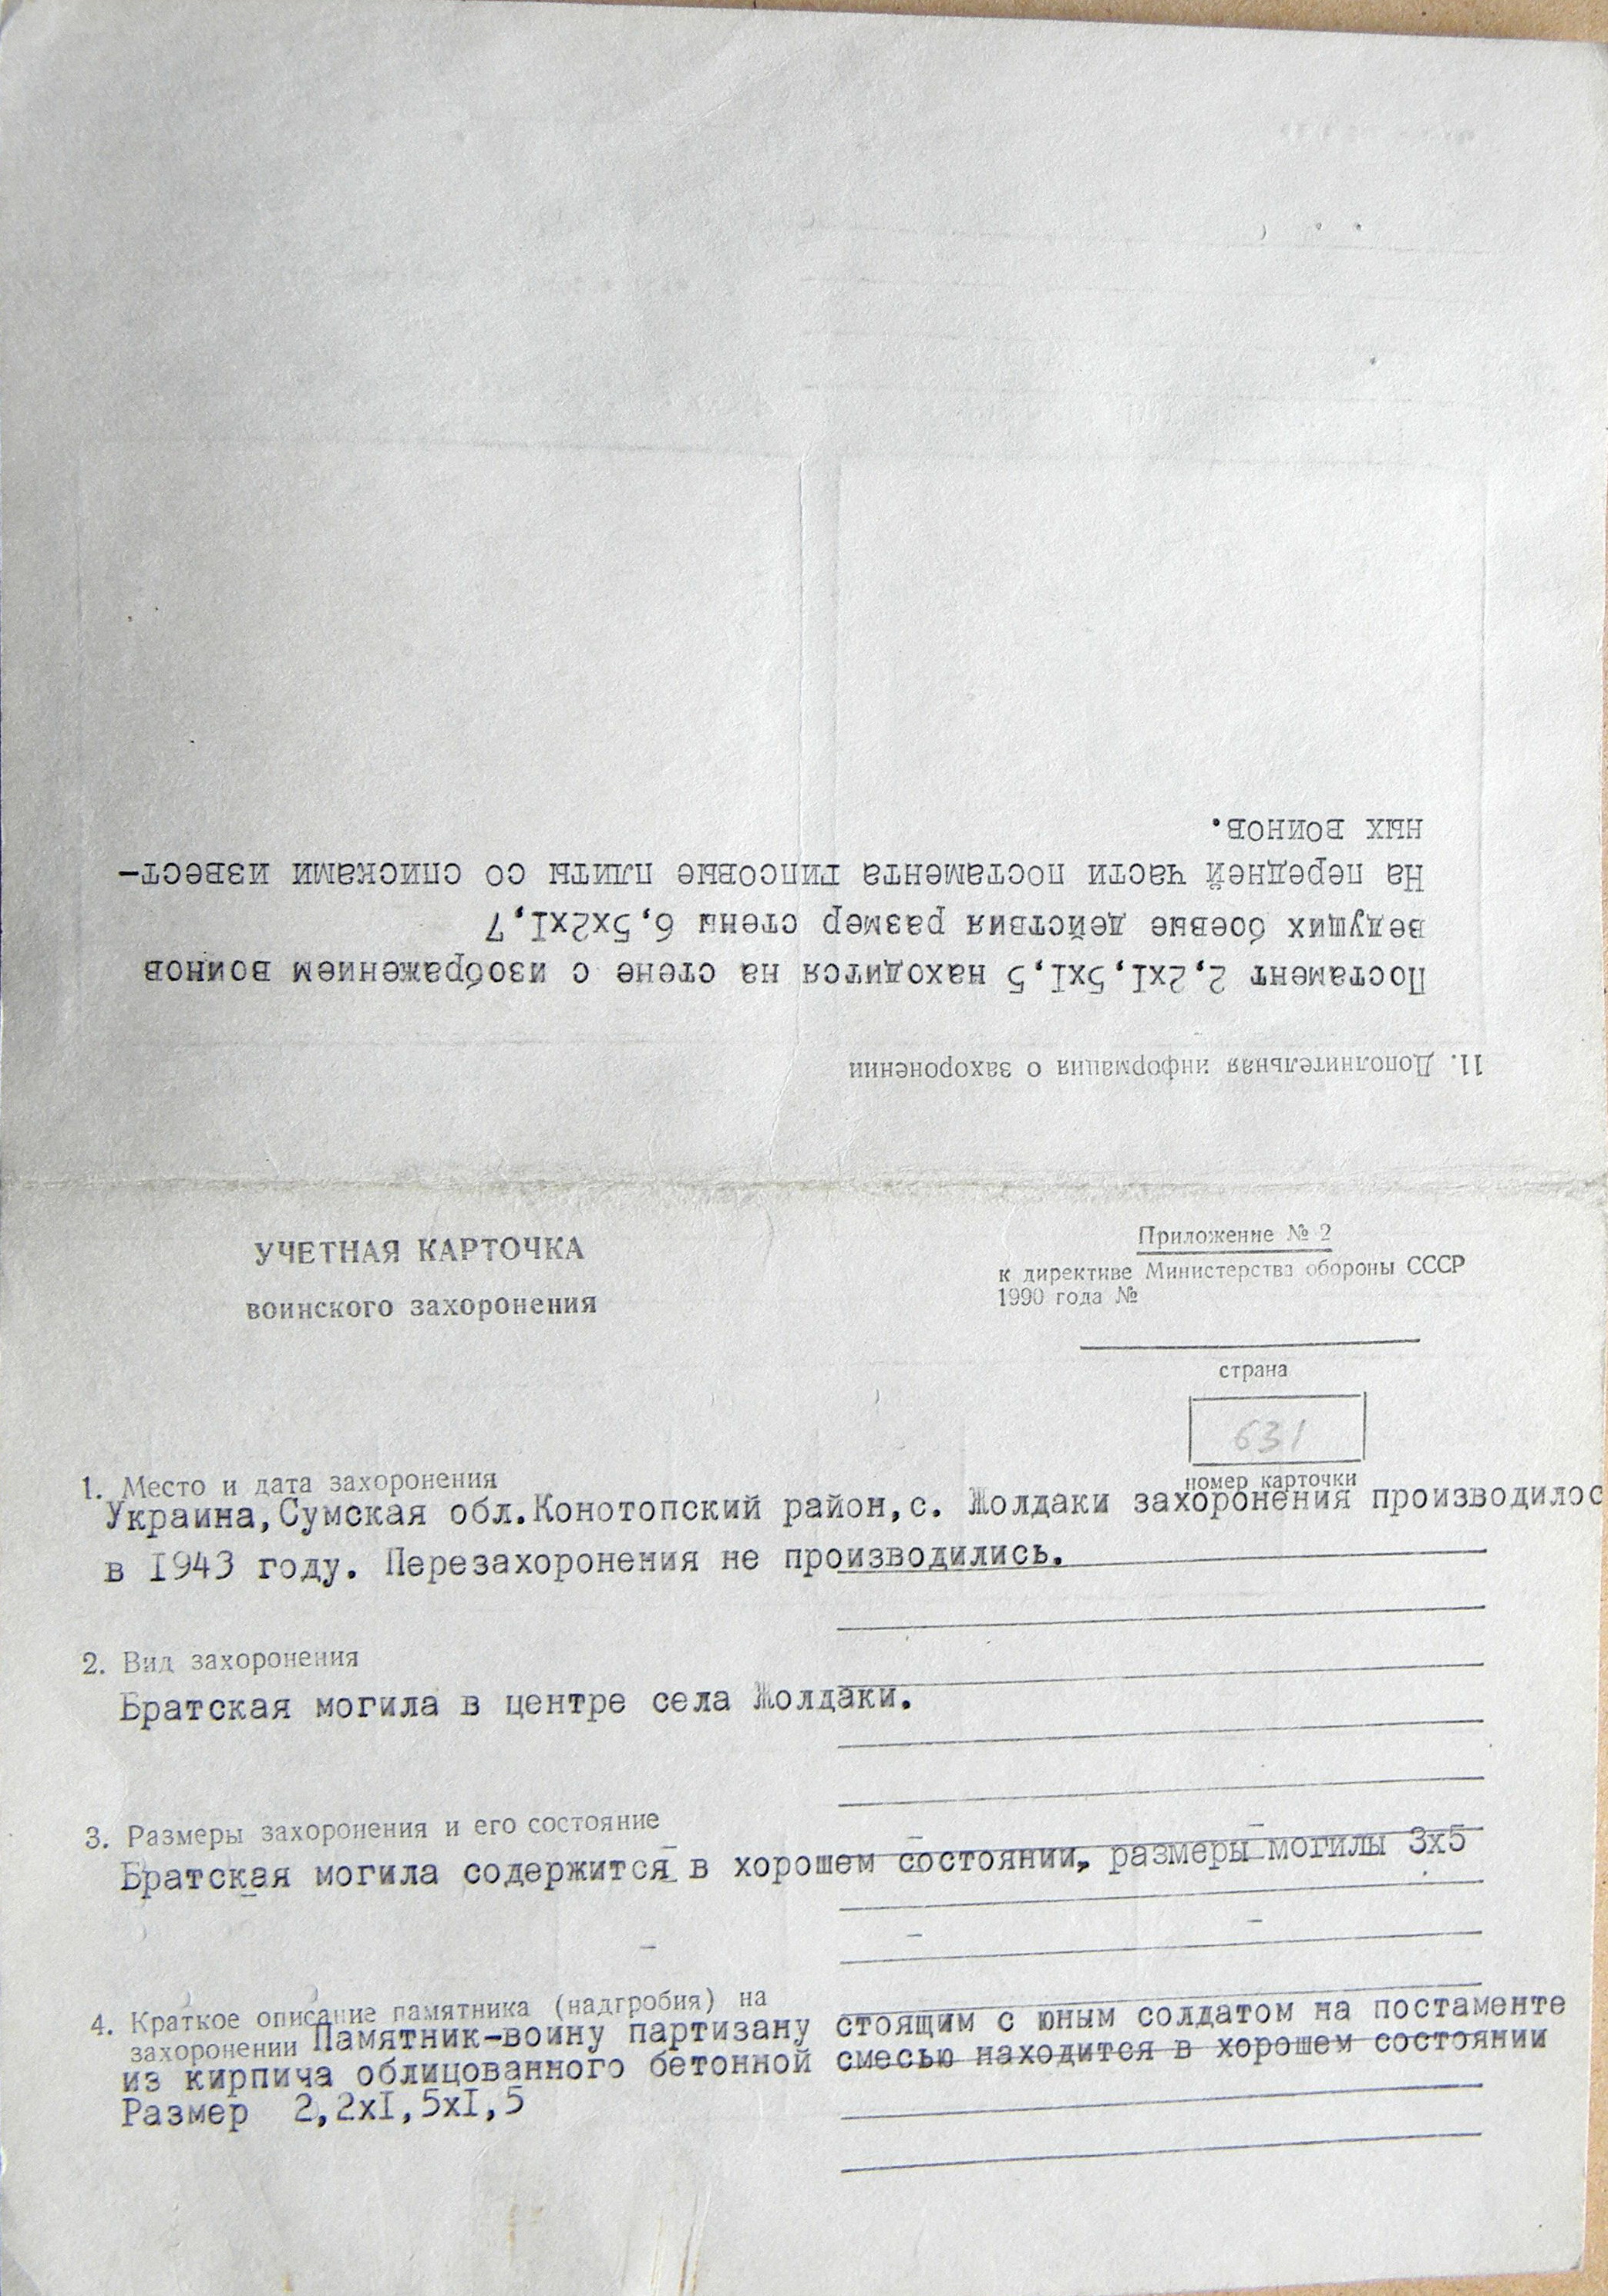 УЧЕТНАЯ КАРТОЧКА
воинского захоронения
Приложение № 2
к директиве Министерства обороны СССР
1990 года №
страна
631
номер карточки
1. Место и дата захоронения
Украина, Сумская обл. Конотопский район, с. Жолдаки захоронения производилос
в 1943 году. Перезахоронения не производились.
2. Вид захоронения
Братская могила в центре села Жолдаки.
3. Размеры захоронения и его состояние
Братская могила содержится в хорошем состоянии, размеры могилы 3х5
4. Краткое описание памятника (надгробия) на
захоронении Памятник-воину партизану стоящим с юным солдатом на постаменте
из кирпича облицованного бетонной смесью находится в хорошем состоянии
Размер 2,2х1,5х1,5
11. Дополнительная информация о захоронении
Постамент 2,2х1,5х1,5 находится на стене с изображением воинов
ведущих боевые действия размер стены 6,5х2х1,7
На передней части постамента гипсовые плиты со списками извест-
ных воинов.